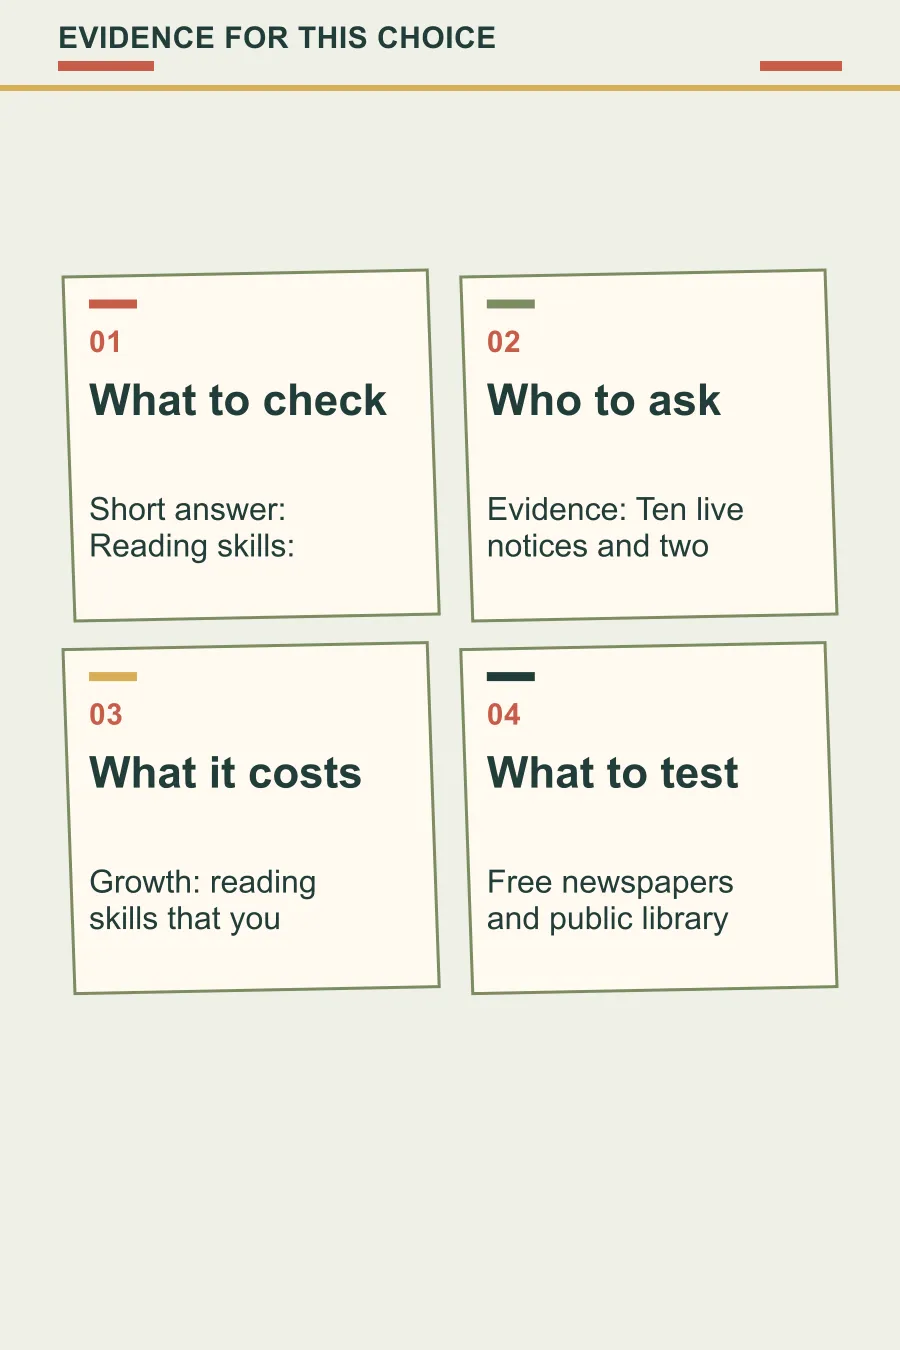 EVIDENCE FOR THIS CHOICE
01
What to check
Short answer:
Reading skills:
02
Who to ask
Evidence: Ten live
notices and two
03
What it costs
Growth: reading
skills that you
04
What to test
Free newspapers
and public library